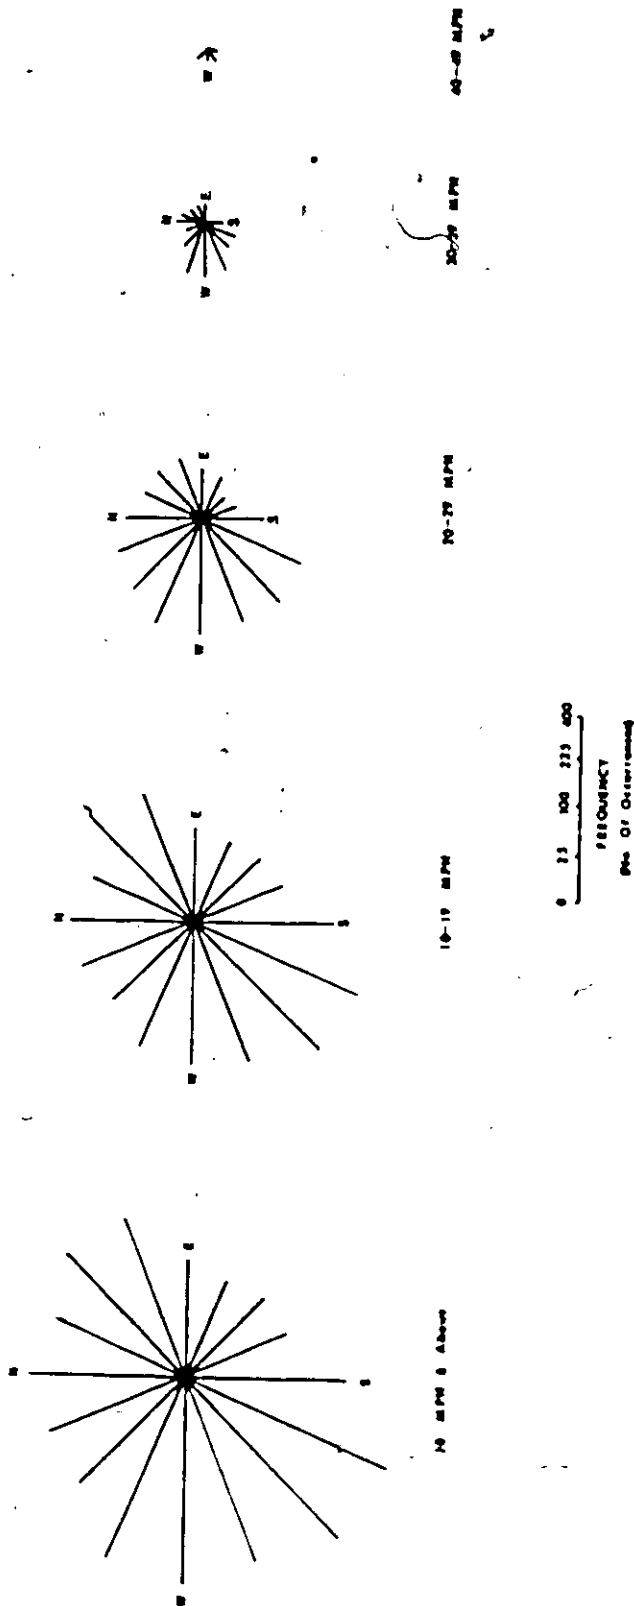 N
E
S
W
10 MPH & Above
N
E
S
W
10-19 MPH
N
E
S
W
20-29 MPH
N
E
S
W
30-39 MPH
W
40-49 MPH
0 25 100 225 400
FREQUENCY
(No. Of Occurrences)